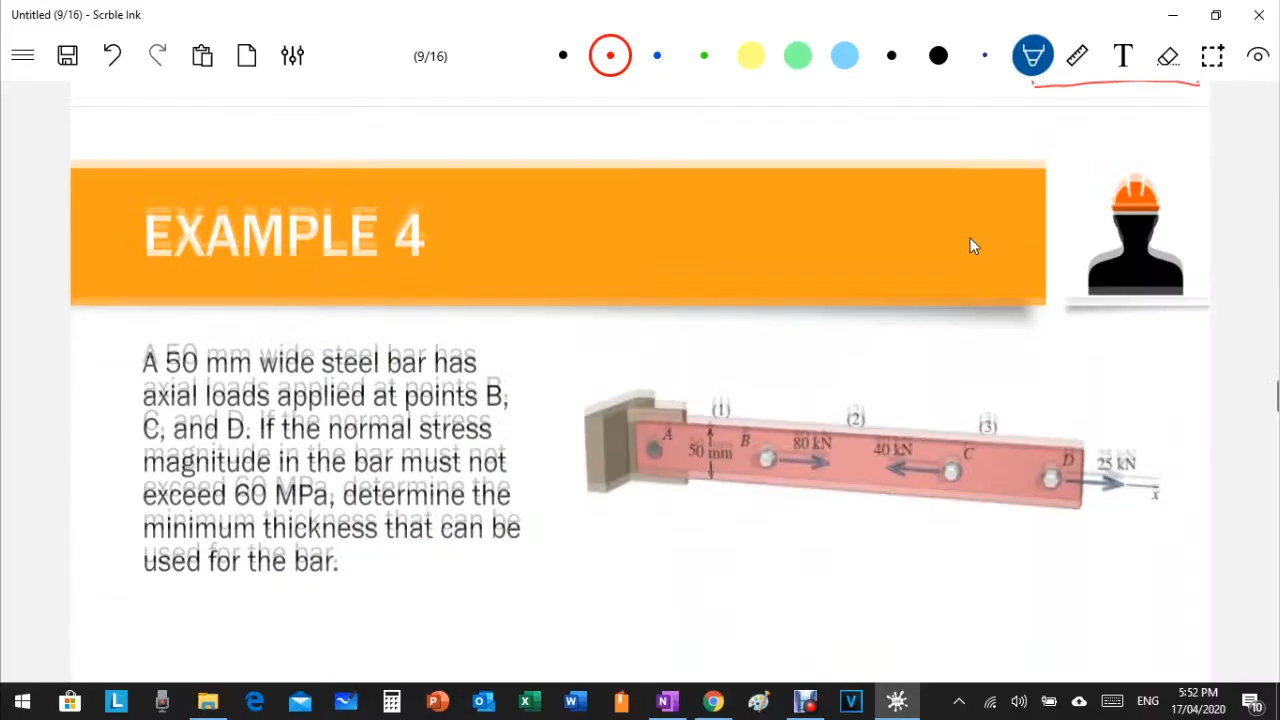 Untitled (9/16) - Scrble Ink
(9/16)
T
EXAMPLE 4
A 50 mm wide steel bar has
axial loads applied at points B,
C, and D. If the normal stress
magnitude in the bar must not
exceed 60 MPa, determine the
minimum thickness that can be
used for the bar.
(1)
(2)
(3)
A
50 mm
B
80 kN
40 kN
C
D
25 kN
x
L
P
O
X
W
N
V
ENG
5:52 PM
17/04/2020
10